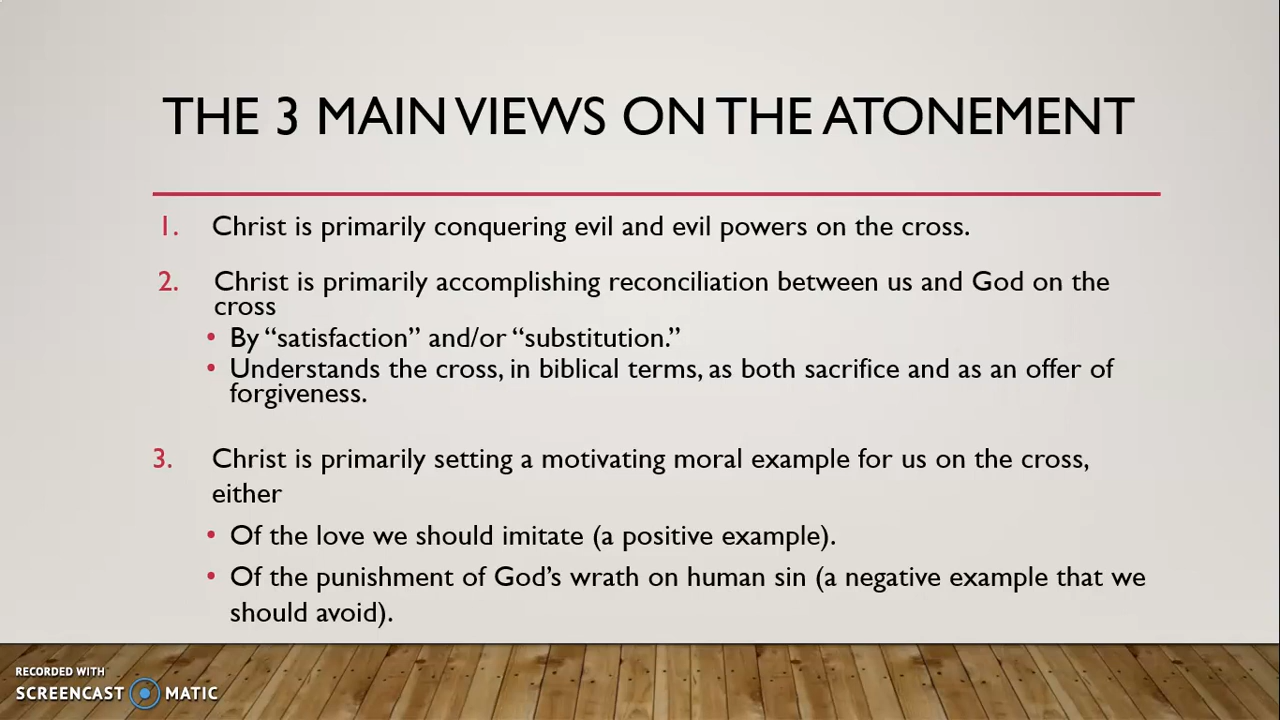 THE 3 MAIN VIEWS ON THE ATONEMENT
1. Christ is primarily conquering evil and evil powers on the cross.
2. Christ is primarily accomplishing reconciliation between us and God on the
cross
• By “satisfaction” and/or “substitution.”
• Understands the cross, in biblical terms, as both sacrifice and as an offer of
forgiveness.
3. Christ is primarily setting a motivating moral example for us on the cross,
either
• Of the love we should imitate (a positive example).
• Of the punishment of God’s wrath on human sin (a negative example that we
should avoid).
RECORDED WITH
SCREENCAST MATIC